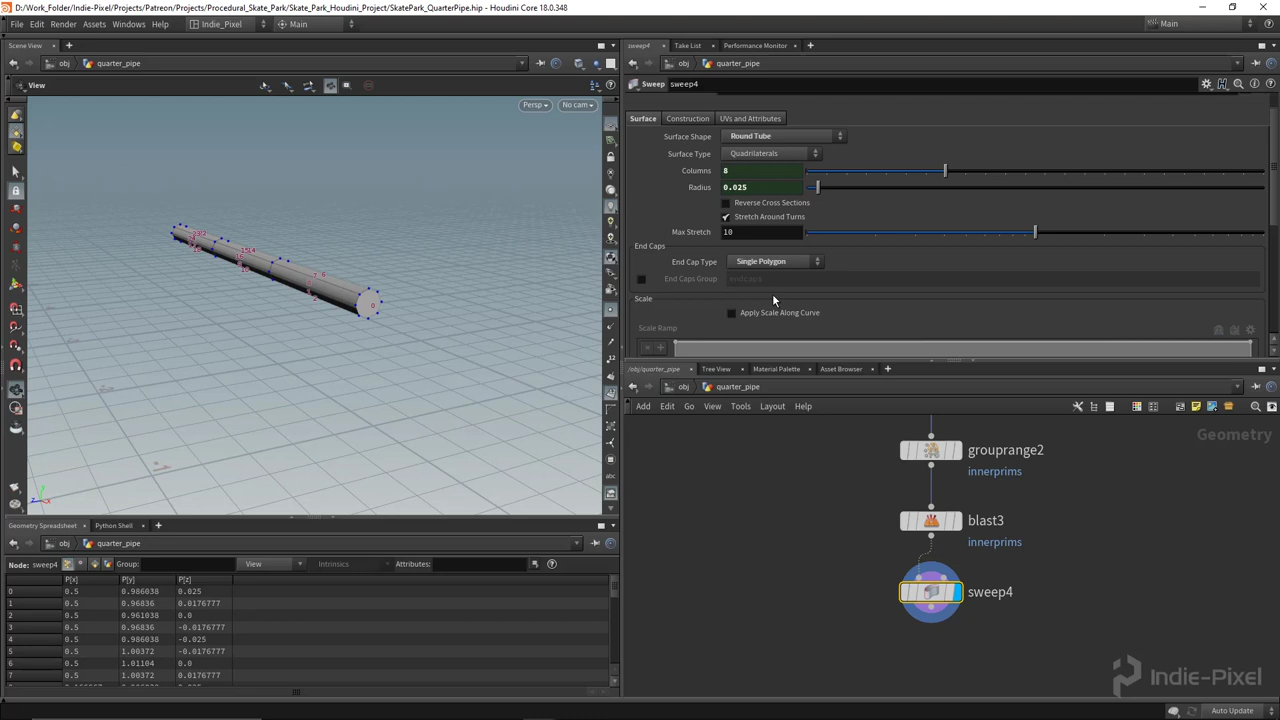 D:/Work_Folder/Indie-Pixel/Projects/Patreon/Projects/Procedural_Skate_Park/Skate_Park_Houdini_Project/SkatePark_QuarterPipe.hip - Houdini Core 18.0.348
File Edit Render Assets Windows Help Indie_Pixel Main Main
Scene View
obj quarter_pipe
View
Persp No cam
Geometry Spreadsheet Python Shell
obj quarter_pipe
Node: sweep4 Group: View Intrinsics Attributes:
P[x] P[y] P[z]
0 0.5 0.986038 0.025
1 0.5 0.96836 0.0176777
2 0.5 0.961038 0.0
3 0.5 0.96836 -0.0176777
4 0.5 0.986038 -0.025
5 0.5 1.00372 -0.0176777
6 0.5 1.01104 0.0
7 0.5 1.00372 0.0176777
sweep4 Take List Performance Monitor
obj quarter_pipe
Sweep sweep4
Surface Construction UVs and Attributes
Surface Shape Round Tube
Surface Type Quadrilaterals
Columns 8
Radius 0.025
Reverse Cross Sections
Stretch Around Turns
Max Stretch 10
End Caps
End Cap Type Single Polygon
End Caps Group endcaps
Scale
Apply Scale Along Curve
Scale Ramp
/obj/quarter_pipe Tree View Material Palette Asset Browser
obj quarter_pipe
Add Edit Go View Tools Layout Help
Geometry
grouprange2
innerprims
blast3
innerprims
sweep4
Indie-Pixel
Auto Update